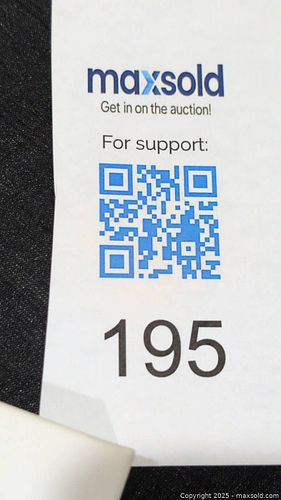 maxsold
Get in on the auction!
For support:
195
Copyright 2025 - maxsold.com